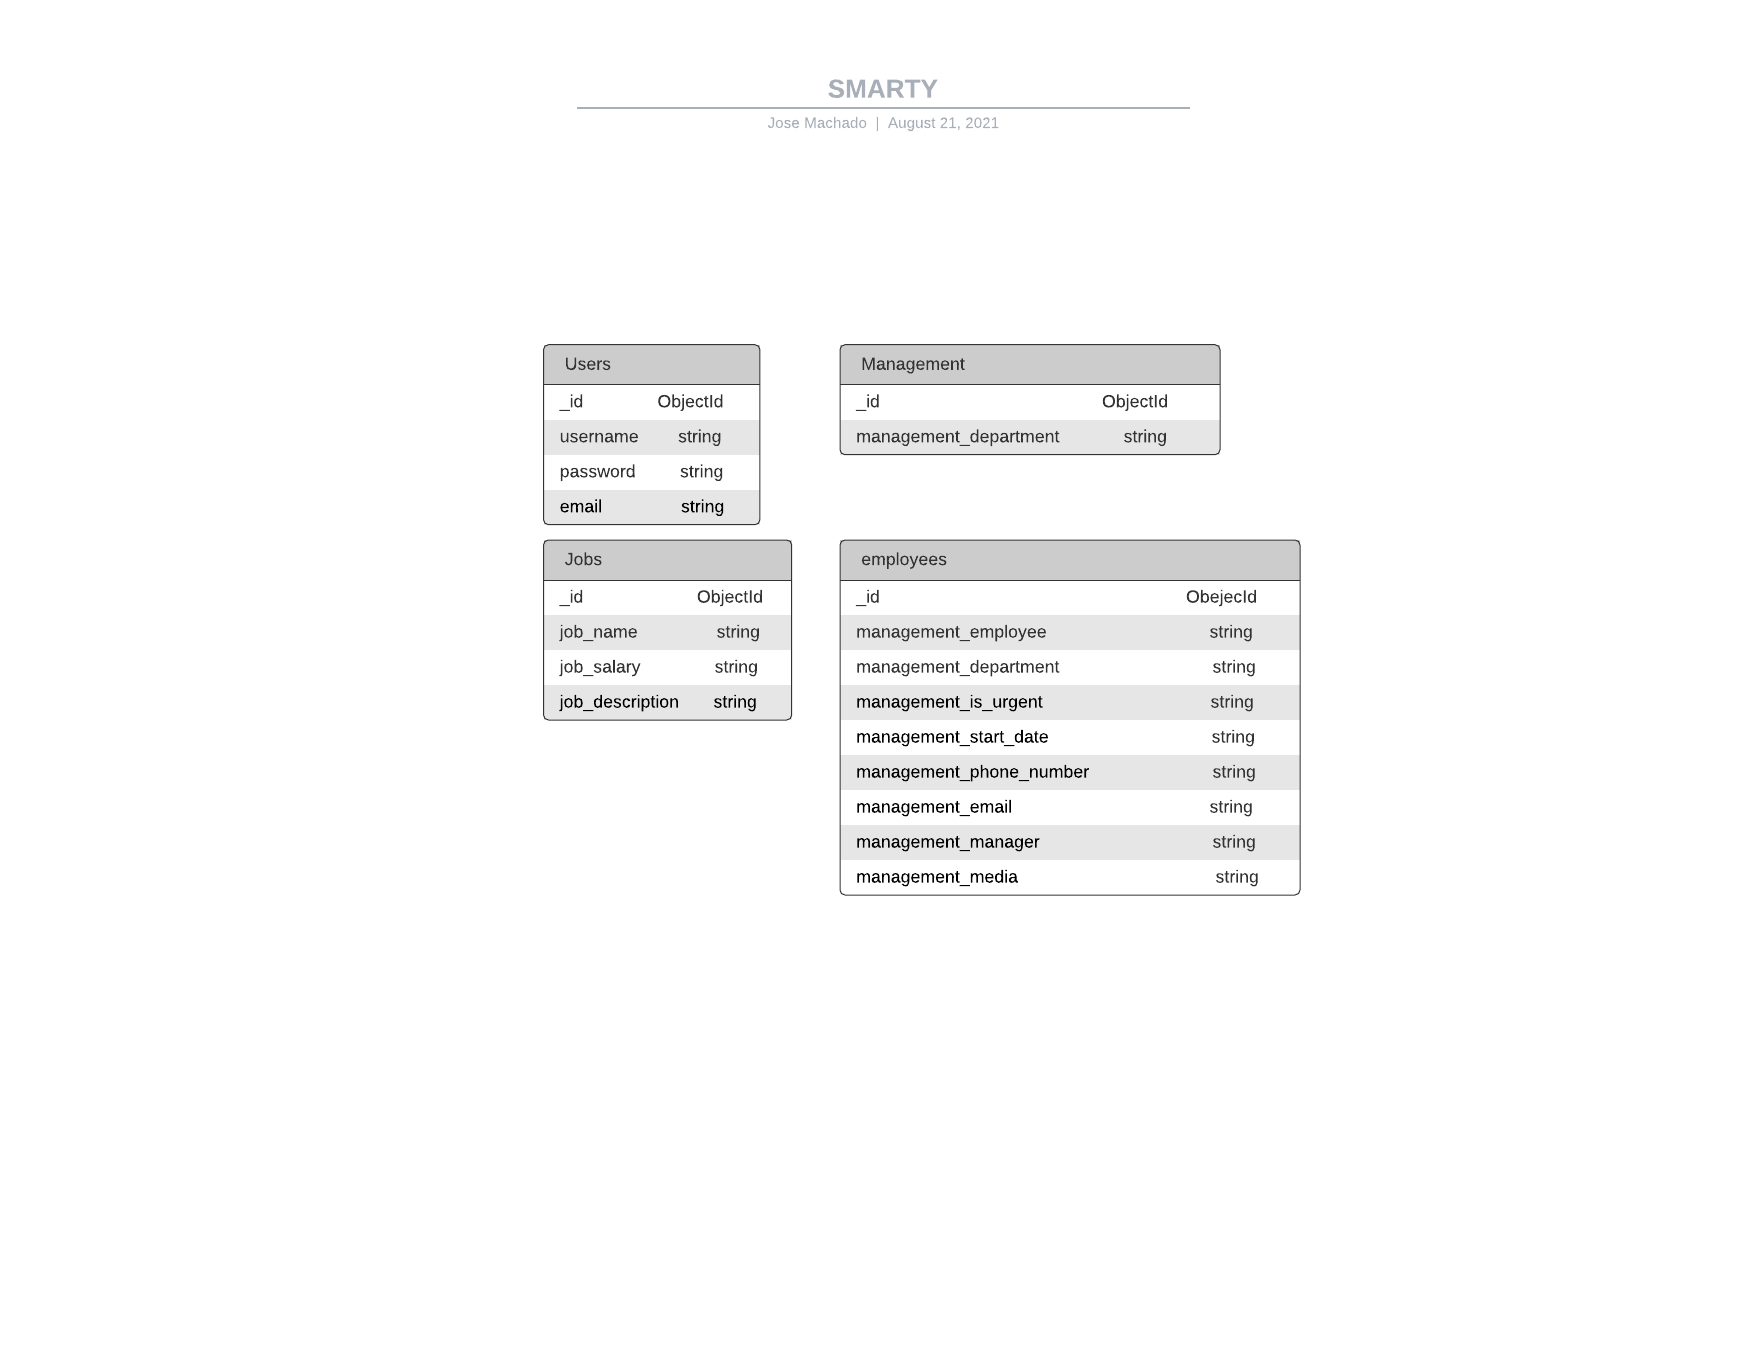 SMARTY
Jose Machado | August 21, 2021
Users
_id ObjectId
username string
password string
email string
Management
_id ObjectId
management_department string
Jobs
_id ObjectId
job_name string
job_salary string
job_description string
employees
_id ObejecId
management_employee string
management_department string
management_is_urgent string
management_start_date string
management_phone_number string
management_email string
management_manager string
management_media string